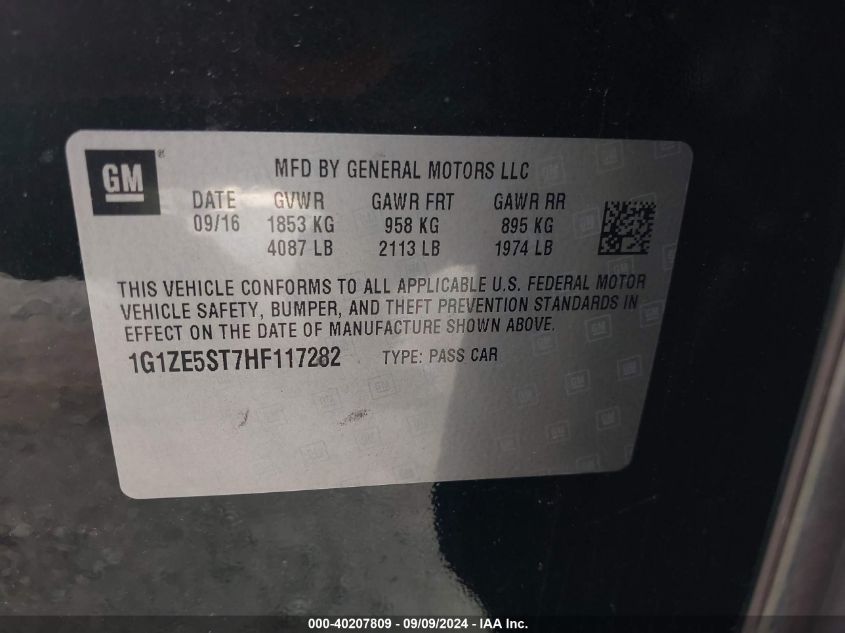 GM ®
MFD BY GENERAL MOTORS LLC
DATE GVWR GAWR FRT GAWR RR
09/16 1853 KG 958 KG 895 KG
4087 LB 2113 LB 1974 LB
THIS VEHICLE CONFORMS TO ALL APPLICABLE U.S. FEDERAL MOTOR
VEHICLE SAFETY, BUMPER, AND THEFT PREVENTION STANDARDS IN
EFFECT ON THE DATE OF MANUFACTURE SHOWN ABOVE.
1G1ZE5ST7HF117282 TYPE: PASS CAR
000-40207809 - 09/09/2024 - IAA Inc.